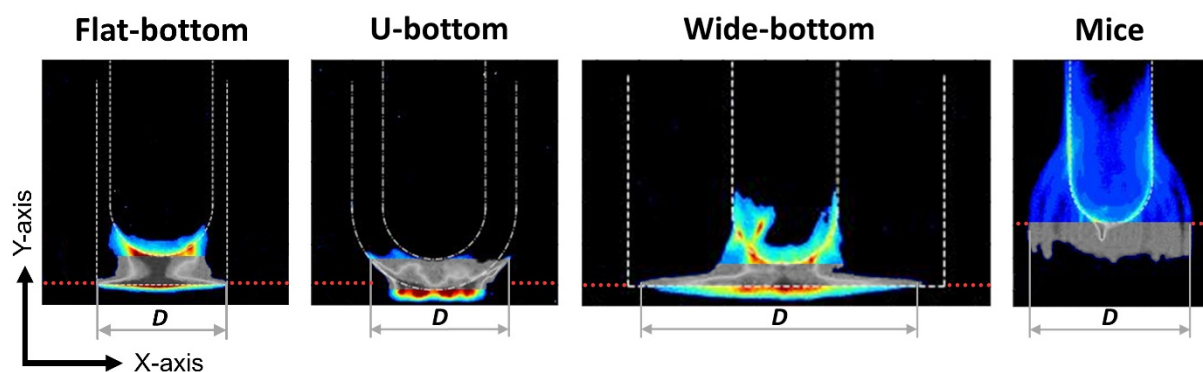 Flat-bottom
U-bottom
Wide-bottom
Mice
Y-axis
D
D
D
D
X-axis